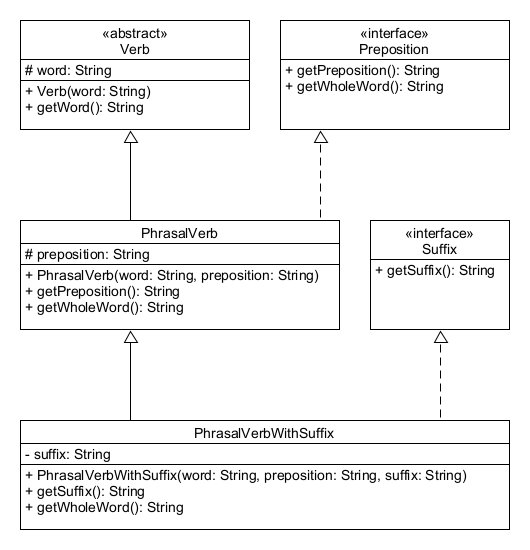 «abstract»
Verb
# word: String
+ Verb(word: String)
+ getWord(): String
«interface»
Preposition
+ getPreposition(): String
+ getWholeWord(): String
PhrasalVerb
# preposition: String
+ PhrasalVerb(word: String, preposition: String)
+ getPreposition(): String
+ getWholeWord(): String
«interface»
Suffix
+ getSuffix(): String
PhrasalVerbWithSuffix
- suffix: String
+ PhrasalVerbWithSuffix(word: String, preposition: String, suffix: String)
+ getSuffix(): String
+ getWholeWord(): String